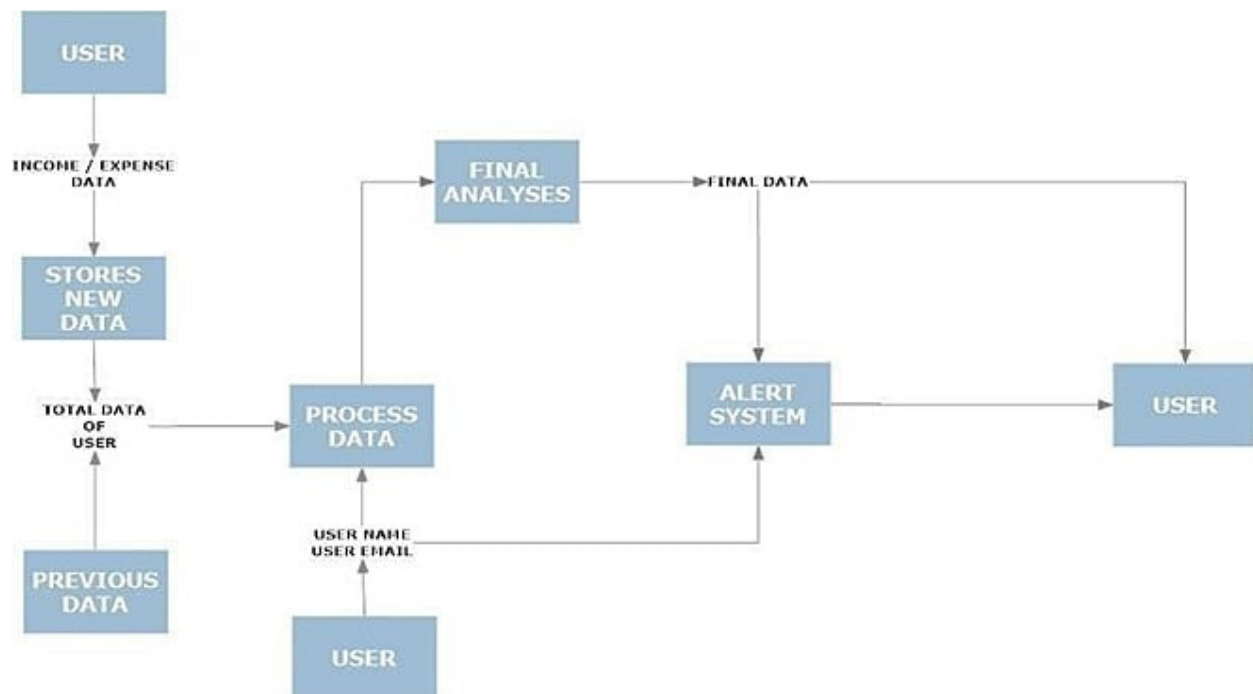 USER
INCOME / EXPENSE
DATA
STORES
NEW
DATA
TOTAL DATA
OF
USER
PREVIOUS
DATA
PROCESS
DATA
USER NAME
USER EMAIL
USER
FINAL
ANALYSES
FINAL DATA
ALERT
SYSTEM
USER